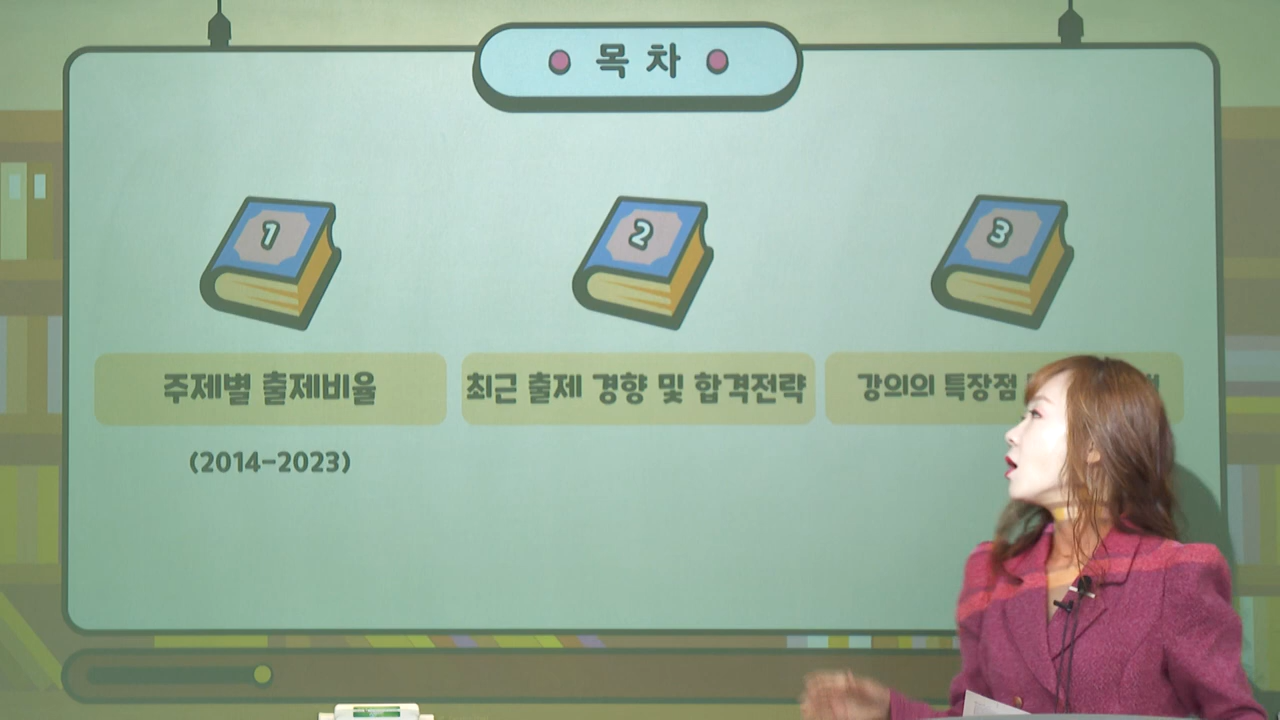 목차
1
2
3
주제별 출제비율
최근 출제 경향 및 합격전략
강의의 특장점
(2014-2023)